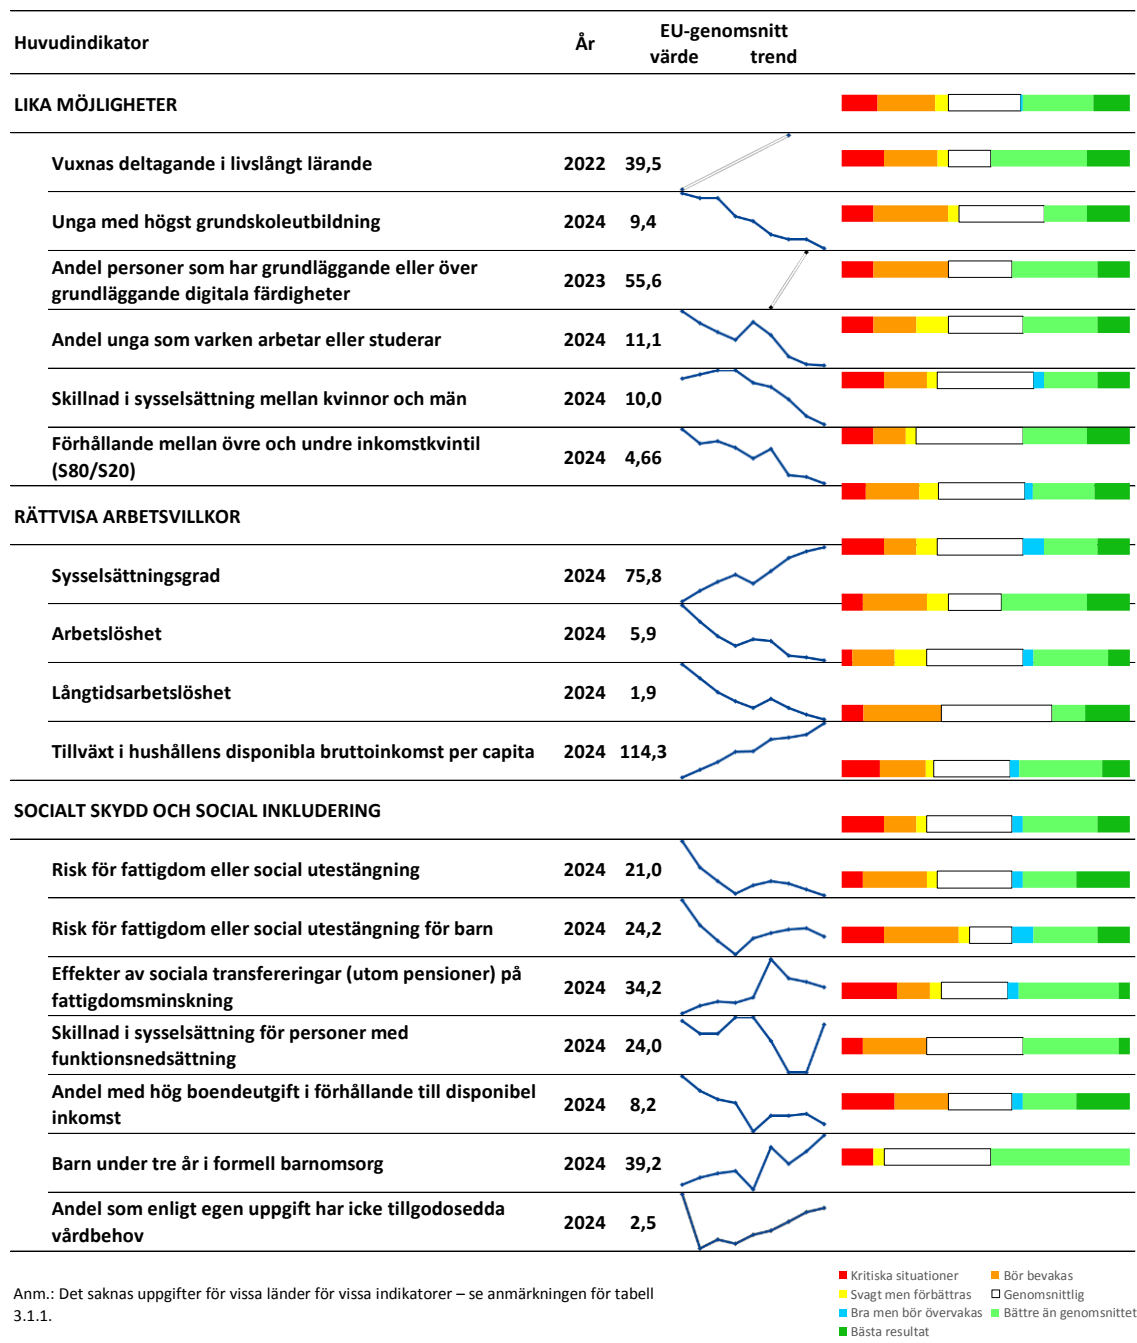 Huvudindikator
År
EU-genomsnitt
värde trend
LIKA MÖJLIGHETER
Vuxnas deltagande i livslångt lärande 2022 39,5
Unga med högst grundskoleutbildning 2024 9,4
Andel personer som har grundläggande eller över
grundläggande digitala färdigheter 2023 55,6
Andel unga som varken arbetar eller studerar 2024 11,1
Skillnad i sysselsättning mellan kvinnor och män 2024 10,0
Förhållande mellan övre och undre inkomstkvintil
(S80/S20) 2024 4,66
RÄTTVISA ARBETSVILLKOR
Sysselsättningsgrad 2024 75,8
Arbetslöshet 2024 5,9
Långtidsarbetslöshet 2024 1,9
Tillväxt i hushållens disponibla bruttoinkomst per capita 2024 114,3
SOCIALT SKYDD OCH SOCIAL INKLUDERING
Risk för fattigdom eller social utestängning 2024 21,0
Risk för fattigdom eller social utestängning för barn 2024 24,2
Effekter av sociala transfereringar (utom pensioner) på
fattigdomsminskning 2024 34,2
Skillnad i sysselsättning för personer med
funktionsnedsättning 2024 24,0
Andel med hög boendeutgift i förhållande till disponibel
inkomst 2024 8,2
Barn under tre år i formell barnomsorg 2024 39,2
Andel som enligt egen uppgift har icke tillgodosedda
vårdbehov 2024 2,5
Anm.: Det saknas uppgifter för vissa länder för vissa indikatorer – se anmärkningen för tabell
3.1.1.
Kritiska situationer Bör bevakas
Svagt men förbättras Genomsnittlig
Bra men bör övervakas Bättre än genomsnittet
Bästa resultat